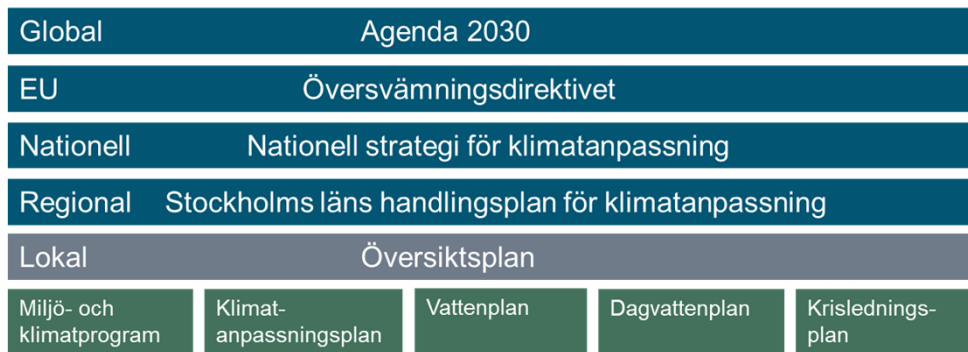 Global Agenda 2030
EU Översvämningsdirektivet
Nationell Nationell strategi för klimatanpassning
Regional Stockholms läns handlingsplan för klimatanpassning
Lokal Översiktsplan
Miljö- och
klimatprogram
Klimat-
anpassningsplan
Vattenplan
Dagvattenplan
Krislednings-
plan